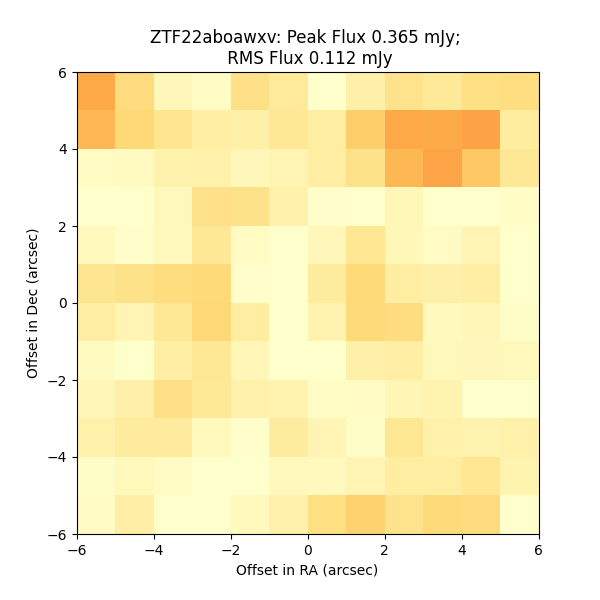 ZTF22aboawxv: Peak Flux 0.365 mJy;
RMS Flux 0.112 mJy
6
4
2
0
−2
−4
−6
Offset in Dec (arcsec)
−6 −4 −2 0 2 4 6
Offset in RA (arcsec)